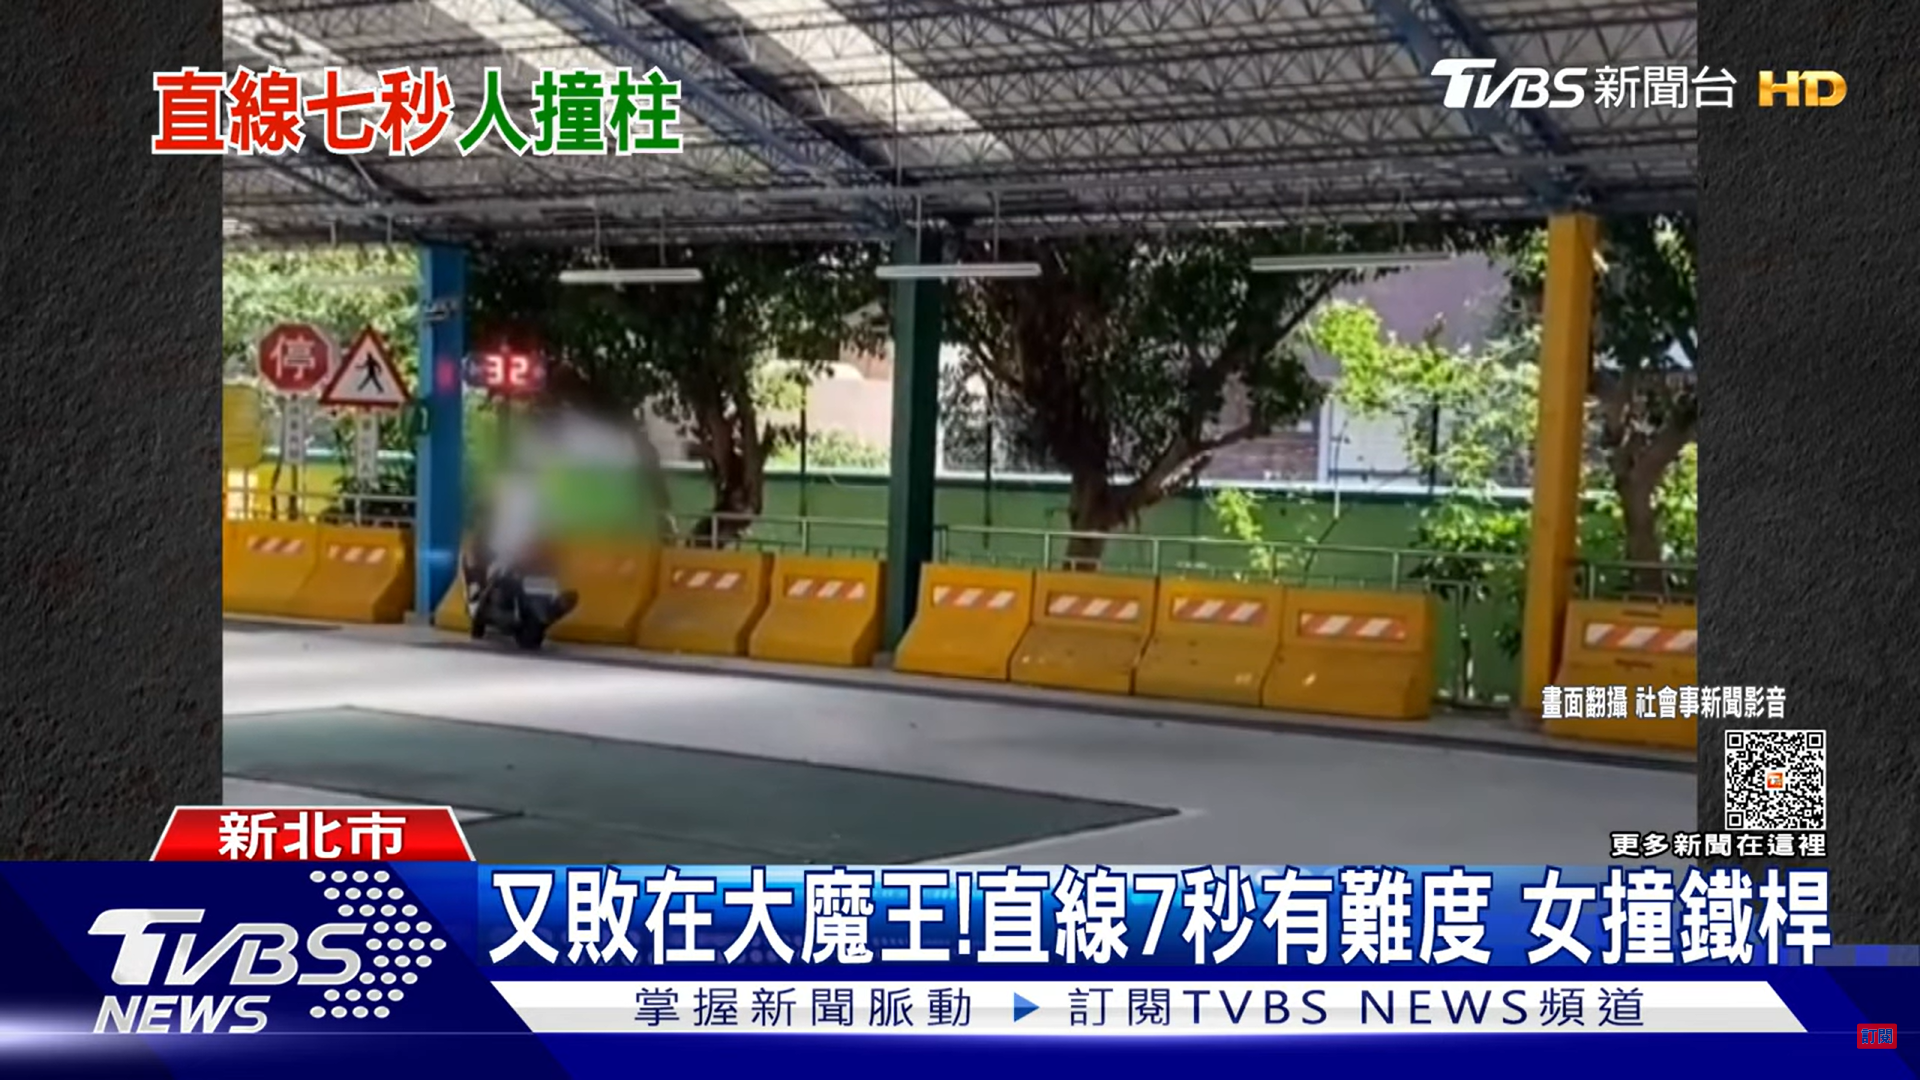 直線七秒人撞柱
TVBS新聞台 HD
停
32
畫面翻攝 社會事新聞影音
更多新聞在這裡
新北市
又敗在大魔王!直線7秒有難度 女撞鐵桿
TVBS
NEWS
掌握新聞脈動 ▶ 訂閱TVBS NEWS頻道
訂閱